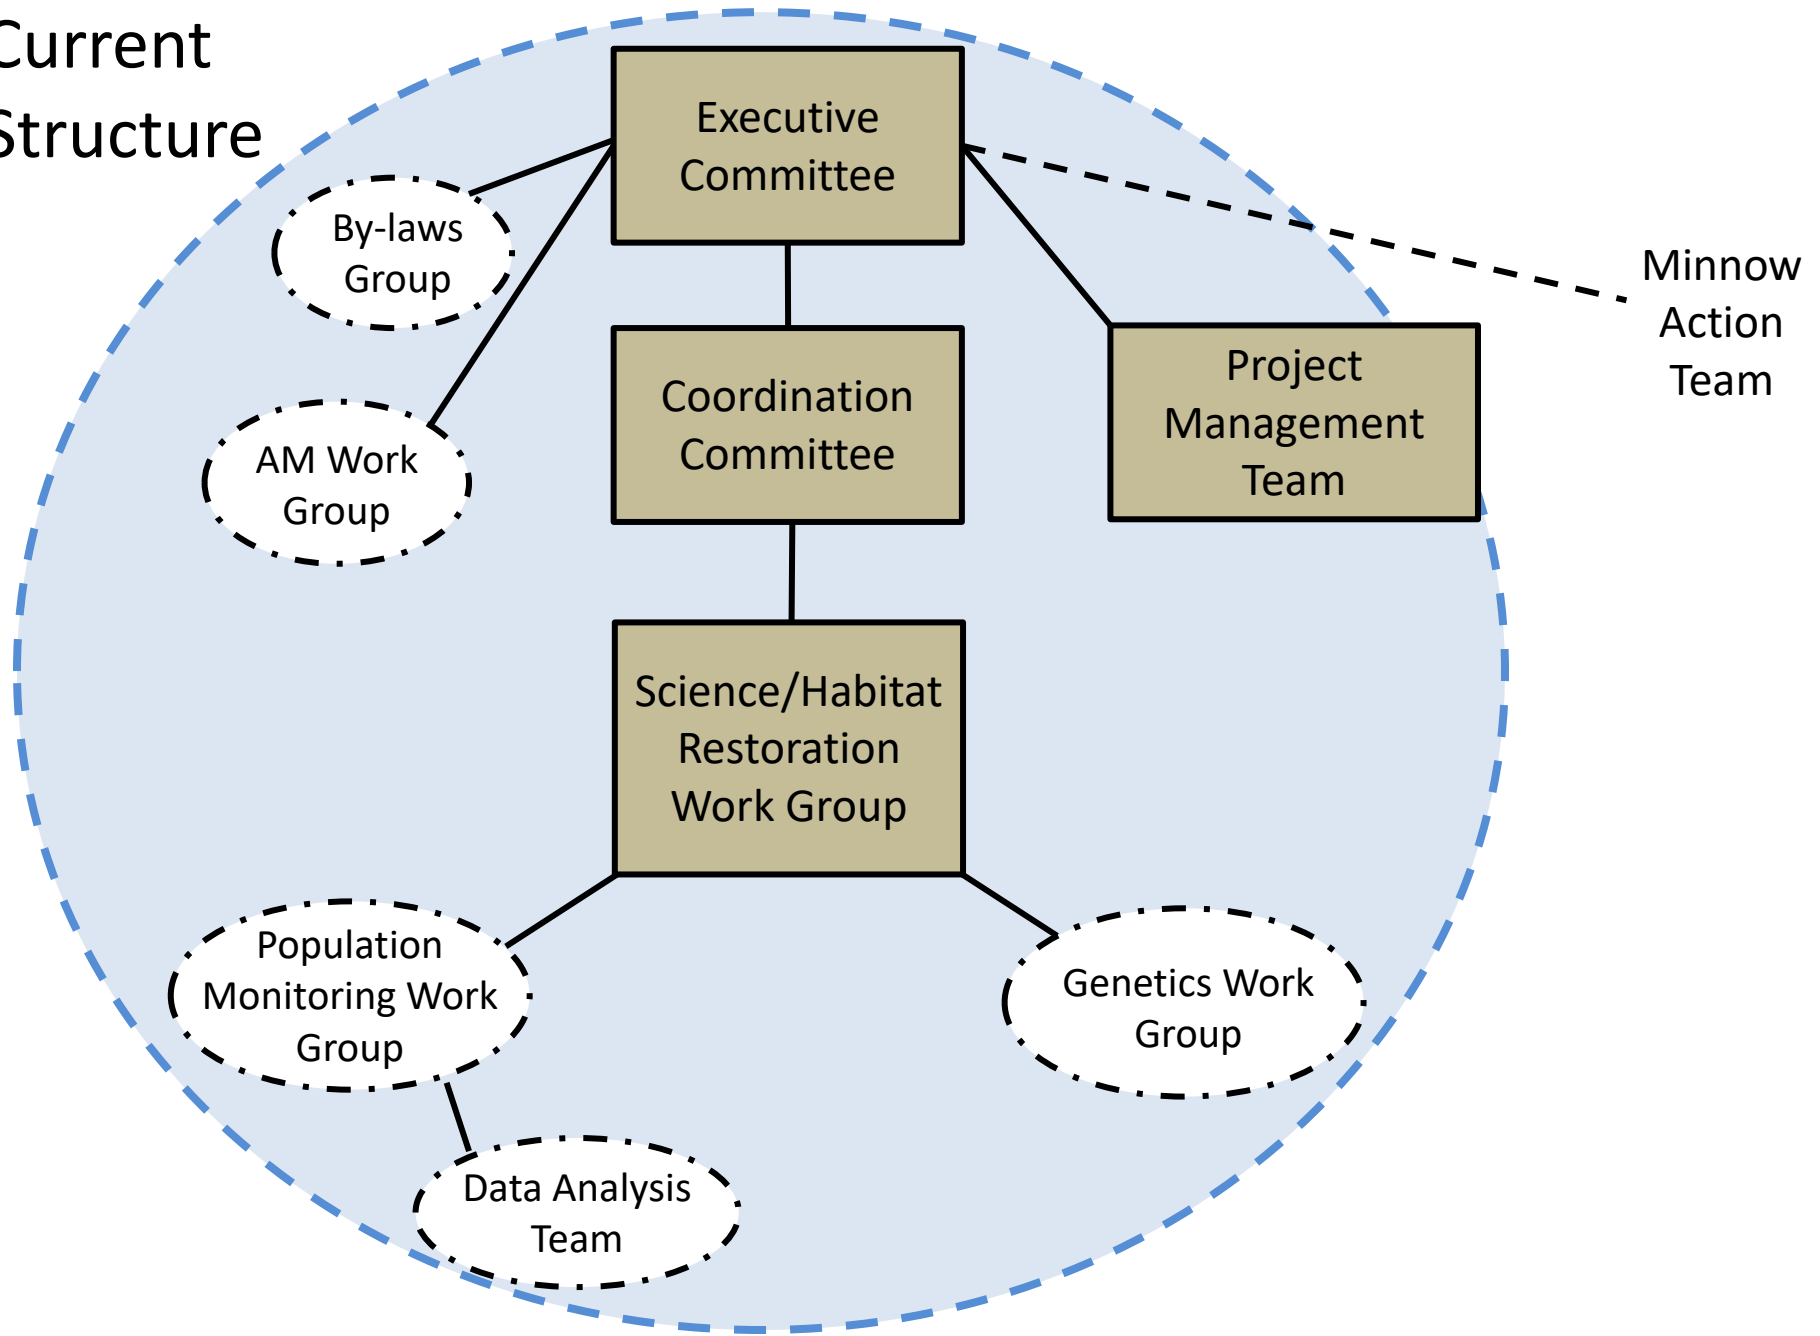 Current
Structure
Executive
Committee
By-laws
Group
Minnow
Action
Team
Project
Management
Team
Coordination
Committee
AM Work
Group
Science/Habitat
Restoration
Work Group
Population
Monitoring Work
Group
Genetics Work
Group
Data Analysis
Team